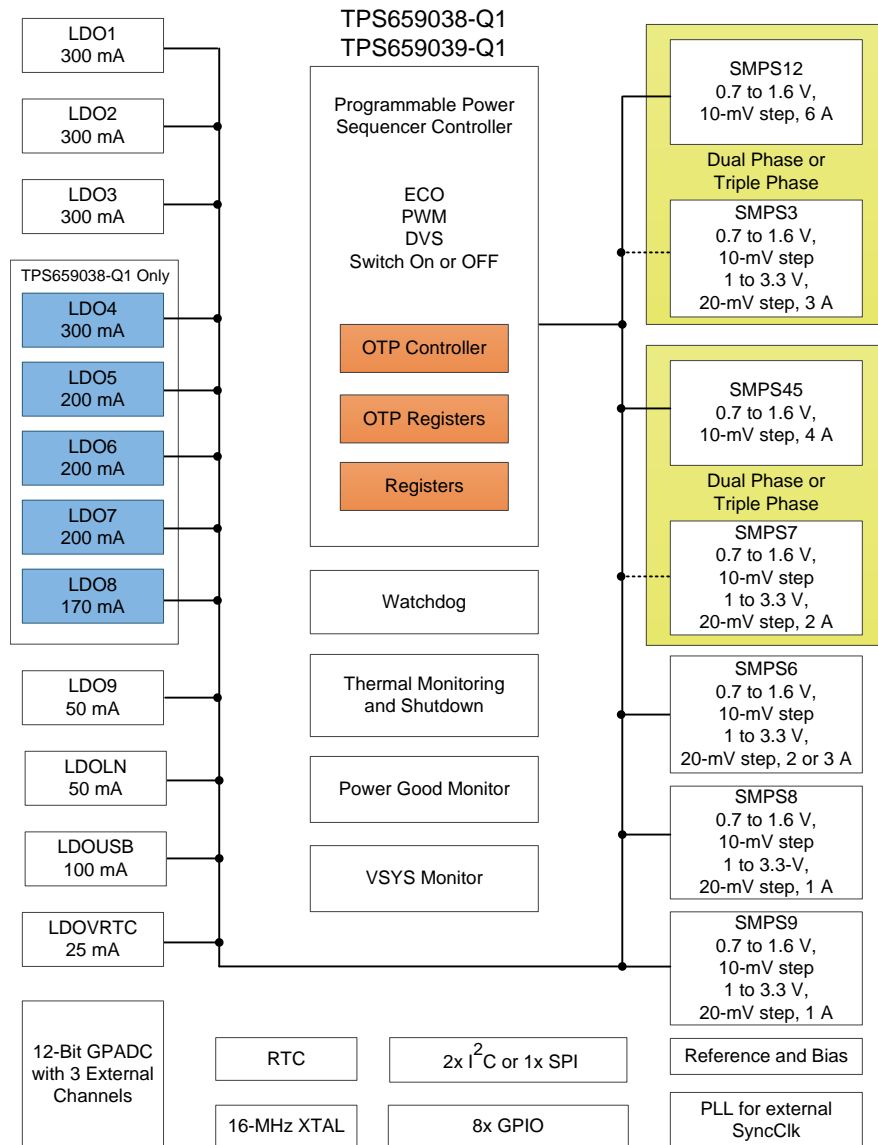 TPS659038-Q1
TPS659039-Q1
LDO1
300 mA
LDO2
300 mA
LDO3
300 mA
TPS659038-Q1 Only
LDO4
300 mA
LDO5
200 mA
LDO6
200 mA
LDO7
200 mA
LDO8
170 mA
LDO9
50 mA
LDOLN
50 mA
LDOUSB
100 mA
LDOVRTC
25 mA
12-Bit GPADC
with 3 External
Channels
Programmable Power
Sequencer Controller
ECO
PWM
DVS
Switch On or OFF
OTP Controller
OTP Registers
Registers
Watchdog
Thermal Monitoring
and Shutdown
Power Good Monitor
VSYS Monitor
RTC
2x I²C or 1x SPI
16-MHz XTAL
8x GPIO
SMPS12
0.7 to 1.6 V,
10-mV step, 6 A
Dual Phase or
Triple Phase
SMPS3
0.7 to 1.6 V,
10-mV step
1 to 3.3 V,
20-mV step, 3 A
SMPS45
0.7 to 1.6 V,
10-mV step, 4 A
Dual Phase or
Triple Phase
SMPS7
0.7 to 1.6 V,
10-mV step
1 to 3.3 V,
20-mV step, 2 A
SMPS6
0.7 to 1.6 V,
10-mV step
1 to 3.3 V,
20-mV step, 2 or 3 A
SMPS8
0.7 to 1.6 V,
10-mV step
1 to 3.3-V,
20-mV step, 1 A
SMPS9
0.7 to 1.6 V,
10-mV step
1 to 3.3 V,
20-mV step, 1 A
Reference and Bias
PLL for external
SyncClk